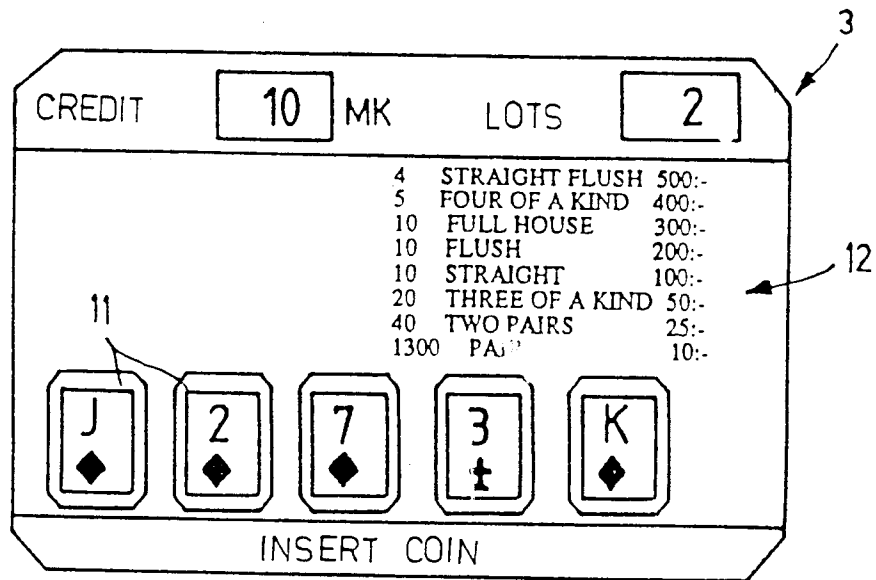 3
CREDIT 10 MK LOTS 2
4 STRAIGHT FLUSH 500:-
5 FOUR OF A KIND 400:-
10 FULL HOUSE 300:-
10 FLUSH 200:-
10 STRAIGHT 100:-
20 THREE OF A KIND 50:-
40 TWO PAIRS 25:-
1300 10:-
12
11
J 2 7 3 K
INSERT COIN